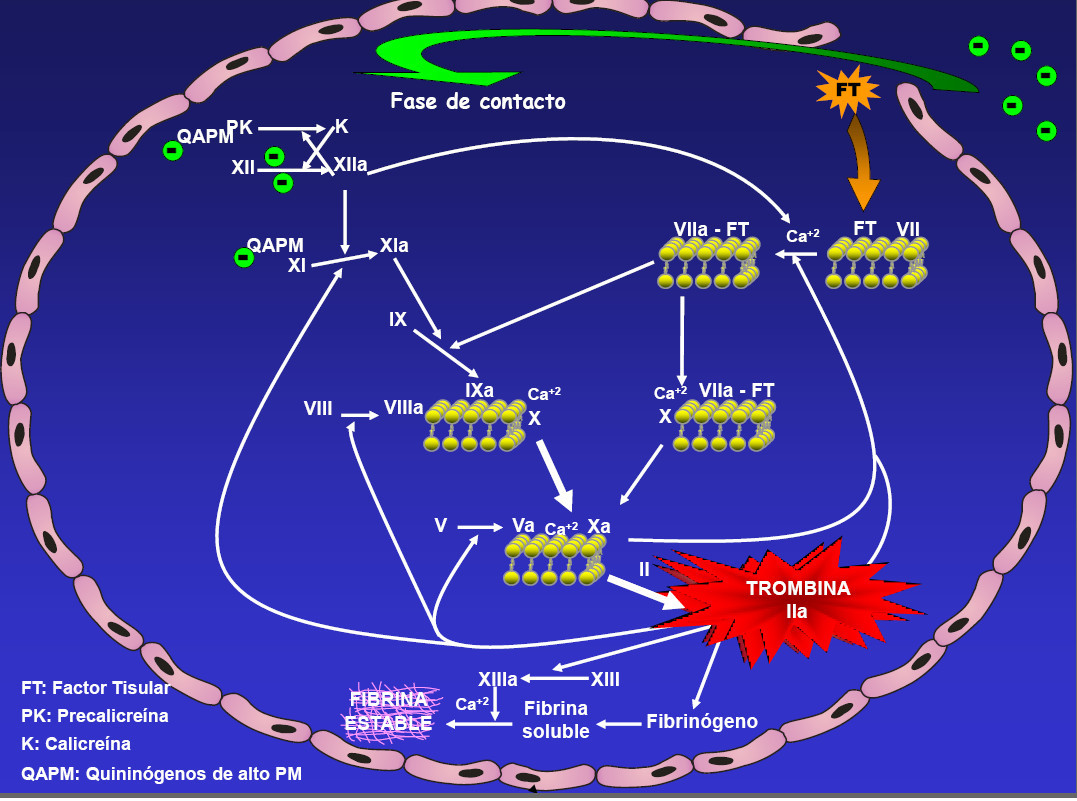 Fase de contacto
FT
QAPM
PK
K
XII
XIIa
QAPM
XI
XIa
VIIa - FT
Ca+2
FT
VII
IX
IXa
Ca+2
X
VIII
VIIIa
Ca+2
VIIa - FT
X
V
Va
Ca+2
Xa
II
TROMBINA
IIa
XIIIa
XIII
Ca+2
FIBRINA
ESTABLE
Fibrina
soluble
Fibrinógeno
FT: Factor Tisular
PK: Precalicreína
K: Calicreína
QAPM: Quininógenos de alto PM